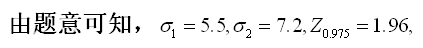 由题意可知，σ₁ = 5.5, σ₂ = 7.2, Z₀.₉₇₅ = 1.96,